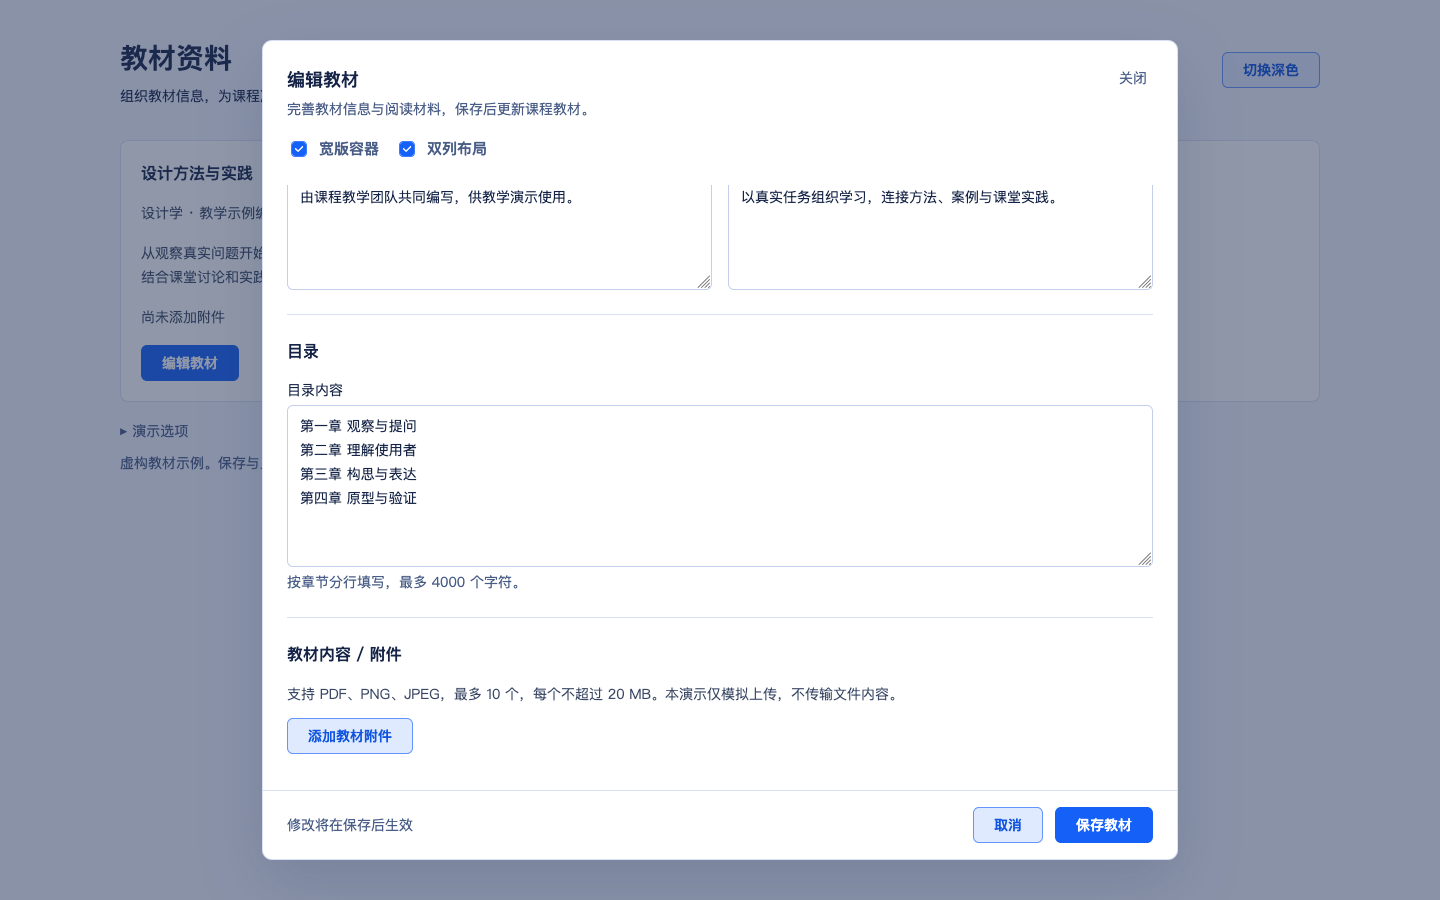 教材资料
组织教材信息，为课程
切换深色
设计方法与实践
设计学 · 教学示例编
从观察真实问题开始
结合课堂讨论和实践
尚未添加附件
编辑教材
演示选项
虚构教材示例。保存与
编辑教材
关闭
完善教材信息与阅读材料，保存后更新课程教材。
宽版容器
双列布局
由课程教学团队共同编写，供教学演示使用。
以真实任务组织学习，连接方法、案例与课堂实践。
目录
目录内容
第一章 观察与提问
第二章 理解使用者
第三章 构思与表达
第四章 原型与验证
按章节分行填写，最多 4000 个字符。
教材内容 / 附件
支持 PDF、PNG、JPEG，最多 10 个，每个不超过 20 MB。本演示仅模拟上传，不传输文件内容。
添加教材附件
修改将在保存后生效
取消
保存教材